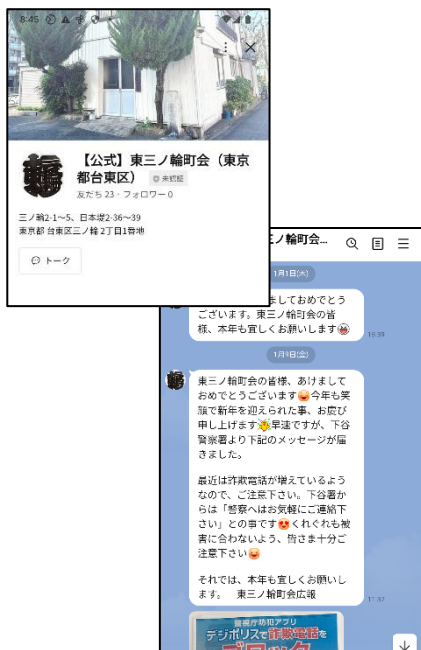 8:45
【公式】東三ノ輪町会（東京
都台東区） 未認証
友だち 23・フォロワー 0
三ノ輪2-1～5、日本堤2-36～39
東京都 台東区三ノ輪 2丁目1番地
トーク
三ノ輪町会...
1月1日(木)
ましておめでとう
ございます。東三ノ輪町会の皆
様、本年も宜しくお願いします😁
1月9日(金)
東三ノ輪町会の皆様、あけまして
おめでとうございます😄今年も笑
顔で新年を迎えられた事、お慶び
申し上げます 早速ですが、下谷
警察署より下記のメッセージが届
きました。
最近は詐欺電話が増えているよう
なので、ご注意下さい。下谷署か
らは「警察へはお気軽にご連絡下
さい」との事です😍くれぐれも被
害に合わないよう、皆さま十分ご
注意下さい😄
それでは、本年も宜しくお願いし
ます。　東三ノ輪町会広報
警視庁防犯アプリ
デジポリスで詐欺電話を
ブロック